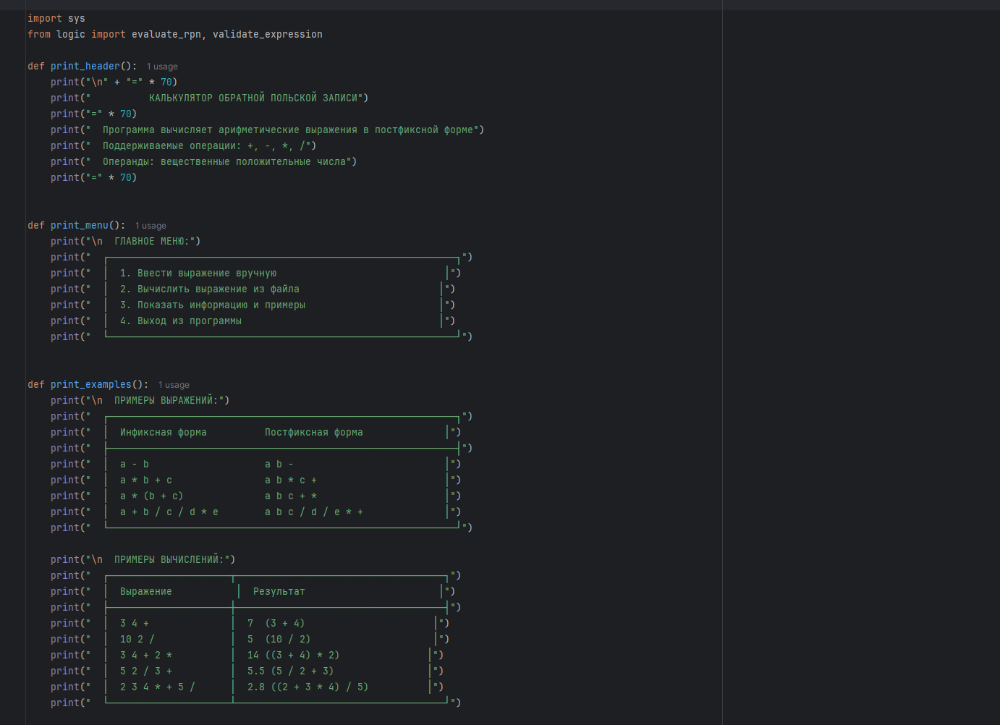 import sys
from logic import evaluate_rpn, validate_expression
def print_header():  1 usage
    print("\n" + "=" * 70)
    print("          КАЛЬКУЛЯТОР ОБРАТНОЙ ПОЛЬСКОЙ ЗАПИСИ")
    print("=" * 70)
    print("  Программа вычисляет арифметические выражения в постфиксной форме")
    print("  Поддерживаемые операции: +, -, *, /")
    print("  Операнды: вещественные положительные числа")
    print("=" * 70)
def print_menu():  1 usage
    print("\n  ГЛАВНОЕ МЕНЮ:")
    print("  ┌────────────────────────────────────────────────────────────┐")
    print("  │  1. Ввести выражение вручную                             │")
    print("  │  2. Вычислить выражение из файла                        │")
    print("  │  3. Показать информацию и примеры                       │")
    print("  │  4. Выход из программы                                  │")
    print("  └────────────────────────────────────────────────────────────┘")
def print_examples():  1 usage
    print("\n  ПРИМЕРЫ ВЫРАЖЕНИЙ:")
    print("  ┌────────────────────────────────────────────────────────────┐")
    print("  │  Инфиксная форма          Постфиксная форма              │")
    print("  ├────────────────────────────────────────────────────────────┤")
    print("  │  a - b                    a b -                          │")
    print("  │  a * b + c                a b * c +                      │")
    print("  │  a * (b + c)              a b c + *                      │")
    print("  │  a + b / c / d * e        a b c / d / e * +              │")
    print("  └────────────────────────────────────────────────────────────┘")
    print("\n  ПРИМЕРЫ ВЫЧИСЛЕНИЙ:")
    print("  ┌─────────────────────┬────────────────────────────────────┐")
    print("  │  Выражение           │  Результат                       │")
    print("  ├─────────────────────┼────────────────────────────────────┤")
    print("  │  3 4 +              │  7  (3 + 4)                      │")
    print("  │  10 2 /             │  5  (10 / 2)                     │")
    print("  │  3 4 + 2 *          │  14 ((3 + 4) * 2)               │")
    print("  │  5 2 / 3 +          │  5.5 (5 / 2 + 3)                │")
    print("  │  2 3 4 * + 5 /      │  2.8 ((2 + 3 * 4) / 5)          │")
    print("  └─────────────────────┴────────────────────────────────────┘")